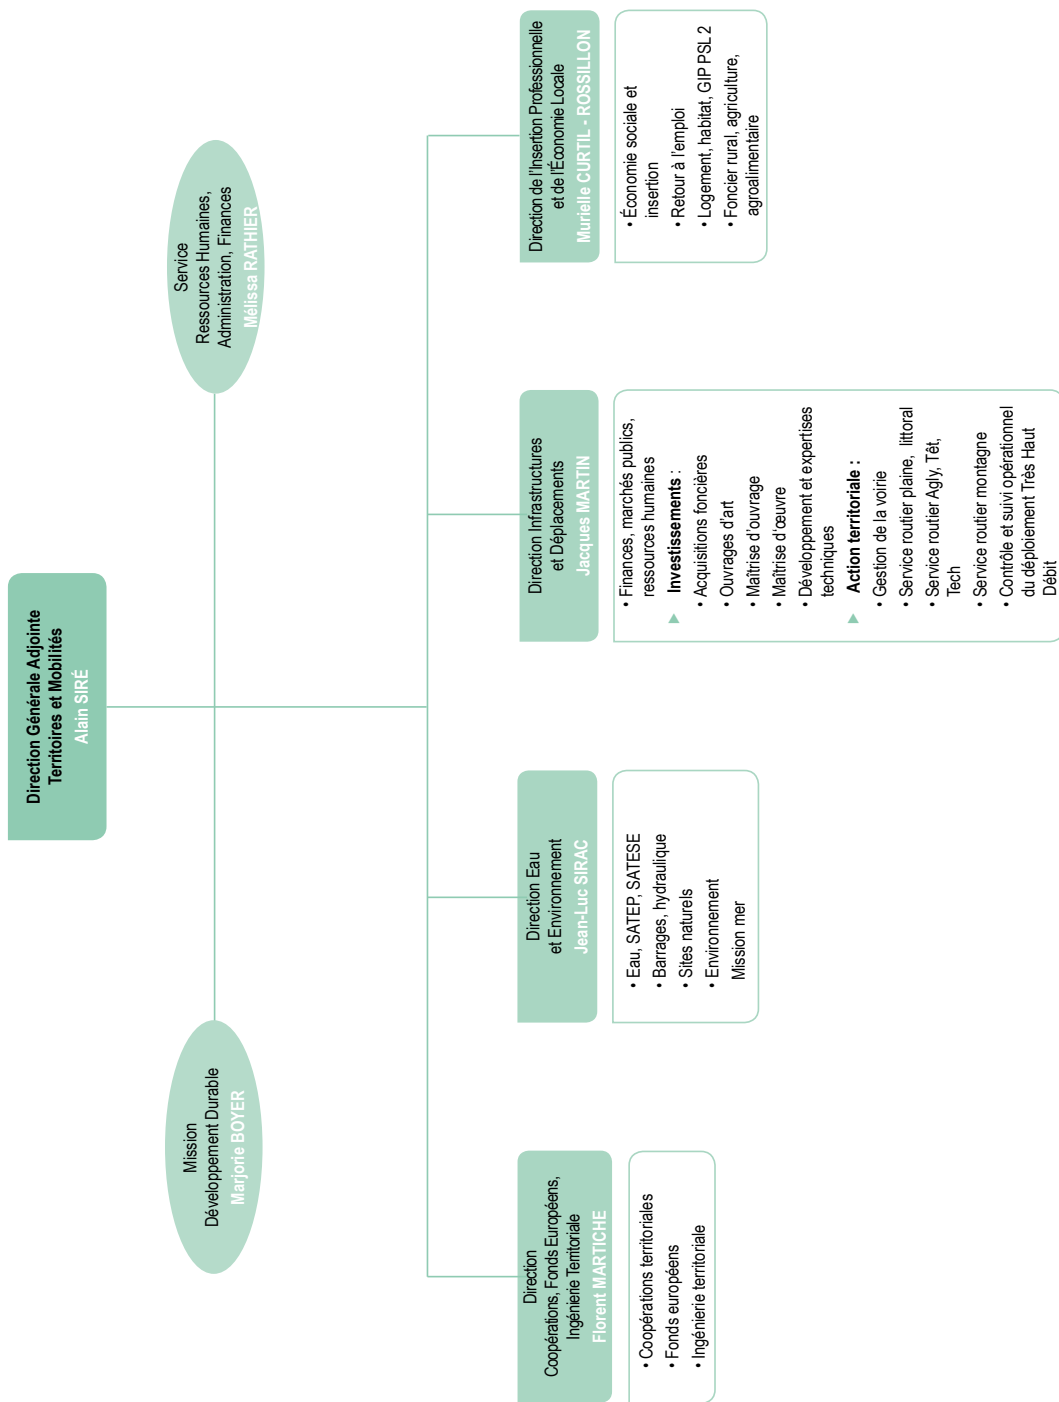 Direction Générale Adjointe
Territoires et Mobilités
Alain SIRÉ
Mission
Développement Durable
Marjorie BOYER
Service
Ressources Humaines,
Administration, Finances
Mélissa RATHIER
Direction
Coopérations, Fonds Européens,
Ingénierie Territoriale
Florent MARTICHE
• Coopérations territoriales
• Fonds européens
• Ingénierie territoriale
Direction Eau
et Environnement
Jean-Luc SIRAC
• Eau, SATEP, SATESE
• Barrages, hydraulique
• Sites naturels
• Environnement
Mission mer
Direction Infrastructures
et Déplacements
Jacques MARTIN
• Finances, marchés publics,
ressources humaines
Investissements :
• Acquisitions foncières
• Ouvrages d'art
• Maîtrise d'ouvrage
• Maîtrise d'œuvre
• Développement et expertises
techniques
Action territoriale :
• Gestion de la voirie
• Service routier plaine, littoral
• Service routier Agly, Têt,
Tech
• Service routier montagne
• Contrôle et suivi opérationnel
du déploiement Très Haut
Débit
Direction de l'Insertion Professionnelle
et de l'Économie Locale
Murielle CURTIL - ROSSILLON
• Économie sociale et
insertion
• Retour à l'emploi
• Logement, habitat, GIP PSL 2
• Foncier rural, agriculture,
agroalimentaire